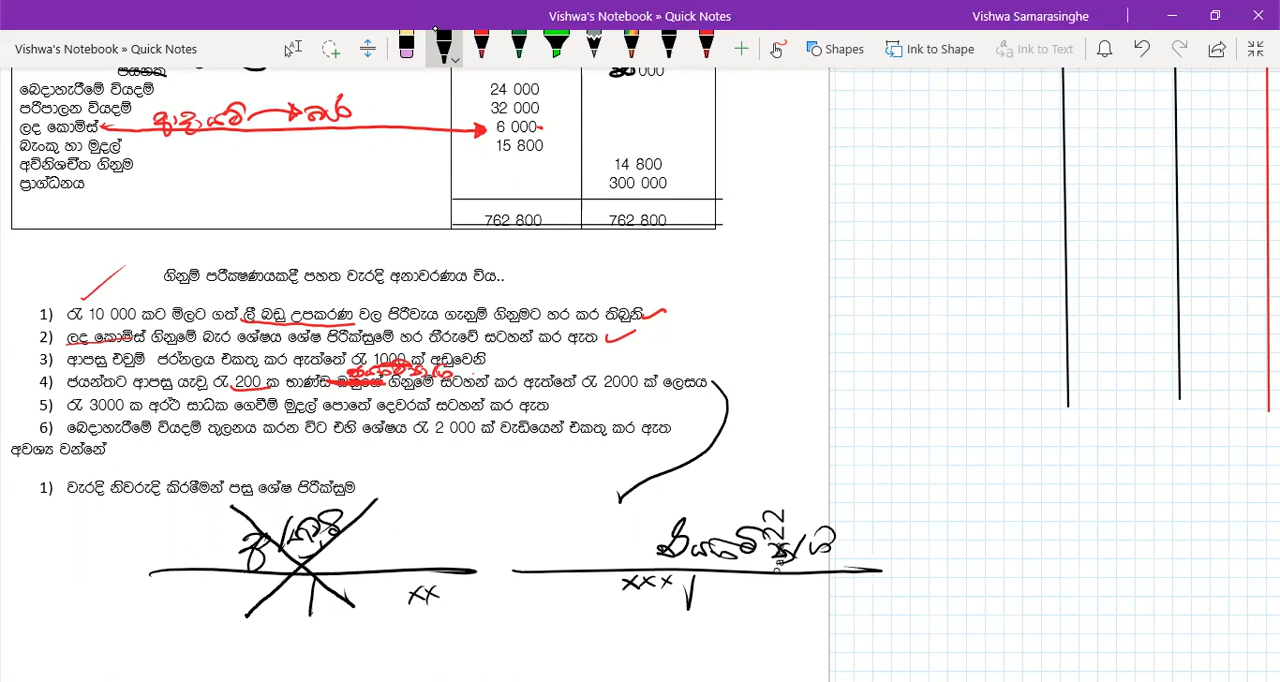 Vishwa's Notebook » Quick Notes
Vishwa Samarasinghe
Vishwa's Notebook » Quick Notes
Shapes
Ink to Shape
Ink to Text
000
බෙදාහැරීමේ වියදම් 24 000
පරිපාලන වියදම් 32 000
ලද කොමිස් 6 000
බැංකු හා මුදල් 15 800
අවිනිශචිත ගිනුම 14 800
ප්‍රාග්ධනය 300 000
762 800 762 800
ගිනුම් පරීක්‍ෂණයකදී පහත වැරදි අනාවරණය විය..
1) රු 10 000 කට මිලට ගත් ලී බඩු උපකරණ වල පිරිවැය ගැනුම් ගිනුමට හර කර තිබුනි
2) ලද කොමිස් ගිනුමේ බැර ශේෂය ශේෂ පිරික්සුමේ හර තීරුවේ සටහන් කර ඇත
3) ආපසු එවුම් ජර්නලය එකතු කර ඇත්තේ රු 1000 ක් අඩුවෙනි
4) ජයන්තට ආපසු යැවූ රු 200 ක භාණ්ඩ ගිනුමේ සටහන් කර ඇත්තේ රු 2000 ක් ලෙසය
5) රු 3000 ක අර්ථ සාධක ගෙවීම් මුදල් පොතේ දෙවරක් සටහන් කර ඇත
6) බෙදාහැරීමේ වියදම් තුලනය කරන විට එහි ශේෂය රු 2 000 ක් වැඩියෙන් එකතු කර ඇත
අවශ්‍ය වන්නේ
1) වැරදි නිවරුදි කිරෂීමන් පසු ශේෂ පිරික්සුම
xx
xxx